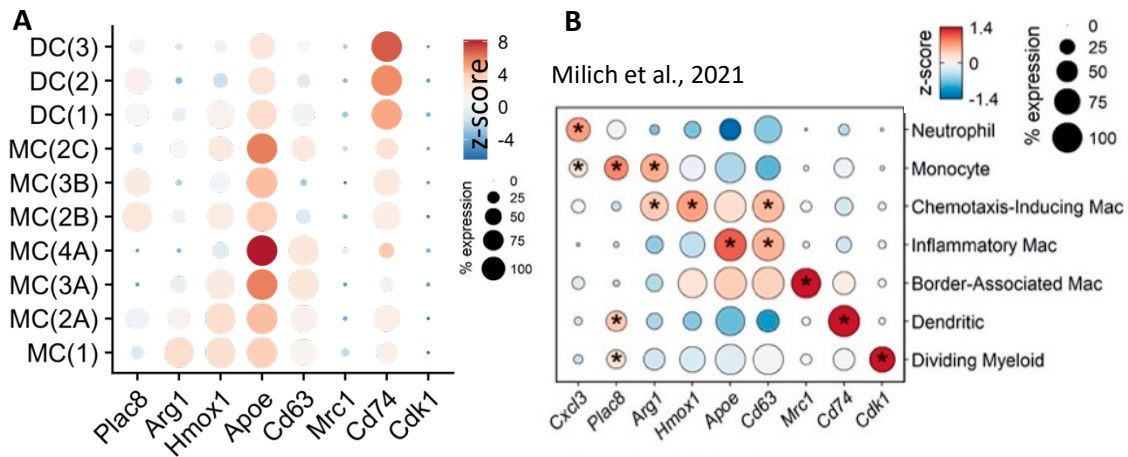 A
DC(3)
DC(2)
DC(1)
MC(2C)
MC(3B)
MC(2B)
MC(4A)
MC(3A)
MC(2A)
MC(1)
Plac8
Arg1
Hmox1
Apoe
Cd63
Mrc1
Cd74
Cdk1
z-score
8
4
0
-4
% expression
0
25
50
75
100
B
Milich et al., 2021
z-score
1.4
0
-1.4
% expression
0
25
50
75
100
* Neutrophil
* * * Monocyte
* * * Chemotaxis-Inducing Mac
* * Inflammatory Mac
* Border-Associated Mac
* * Dendritic
* * Dividing Myeloid
Cxcl3
Plac8
Arg1
Hmox1
Apoe
Cd63
Mrc1
Cd74
Cdk1